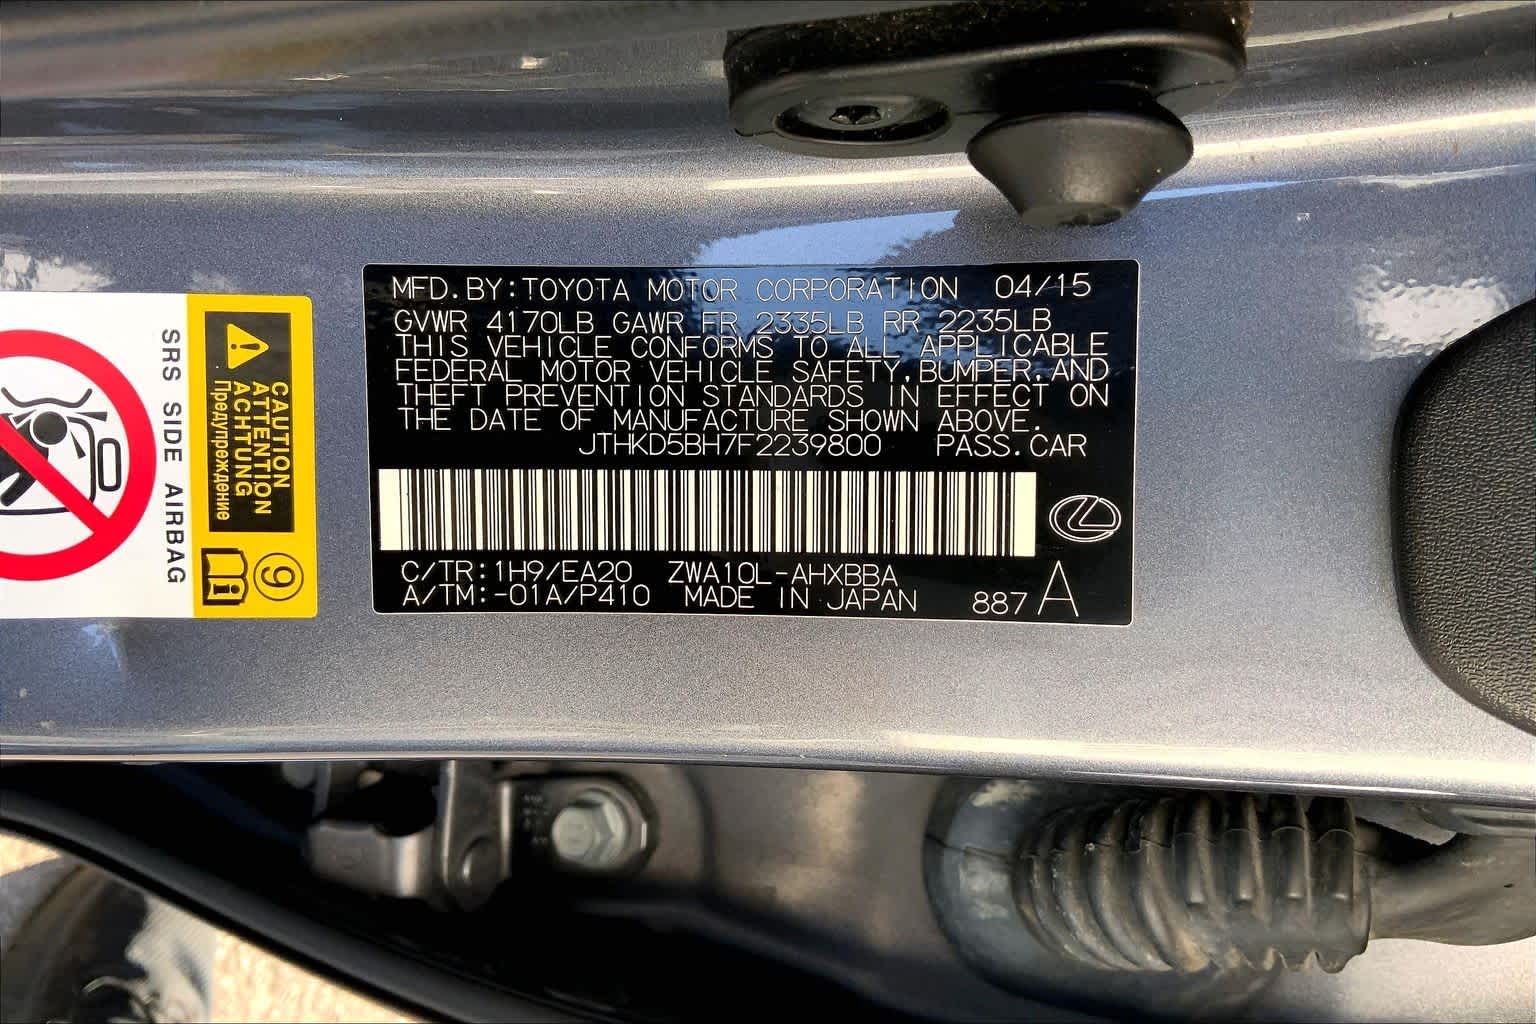 MFD.BY:TOYOTA MOTOR CORPORATION 04/15
GVWR 4170LB GAWR FR 2335LB RR 2235LB
THIS VEHICLE CONFORMS TO ALL APPLICABLE
FEDERAL MOTOR VEHICLE SAFETY,BUMPER,AND
THEFT PREVENTION STANDARDS IN EFFECT ON
THE DATE OF MANUFACTURE SHOWN ABOVE.
JTHKD5BH7F2239800 PASS.CAR
C/TR:1H9/EA20 ZWA10L-AHXBBA
A/TM:-01A/P410 MADE IN JAPAN 887 A
SRS SIDE AIRBAG
CAUTION
ATTENTION
ACHTUNG
Предупреждение
9